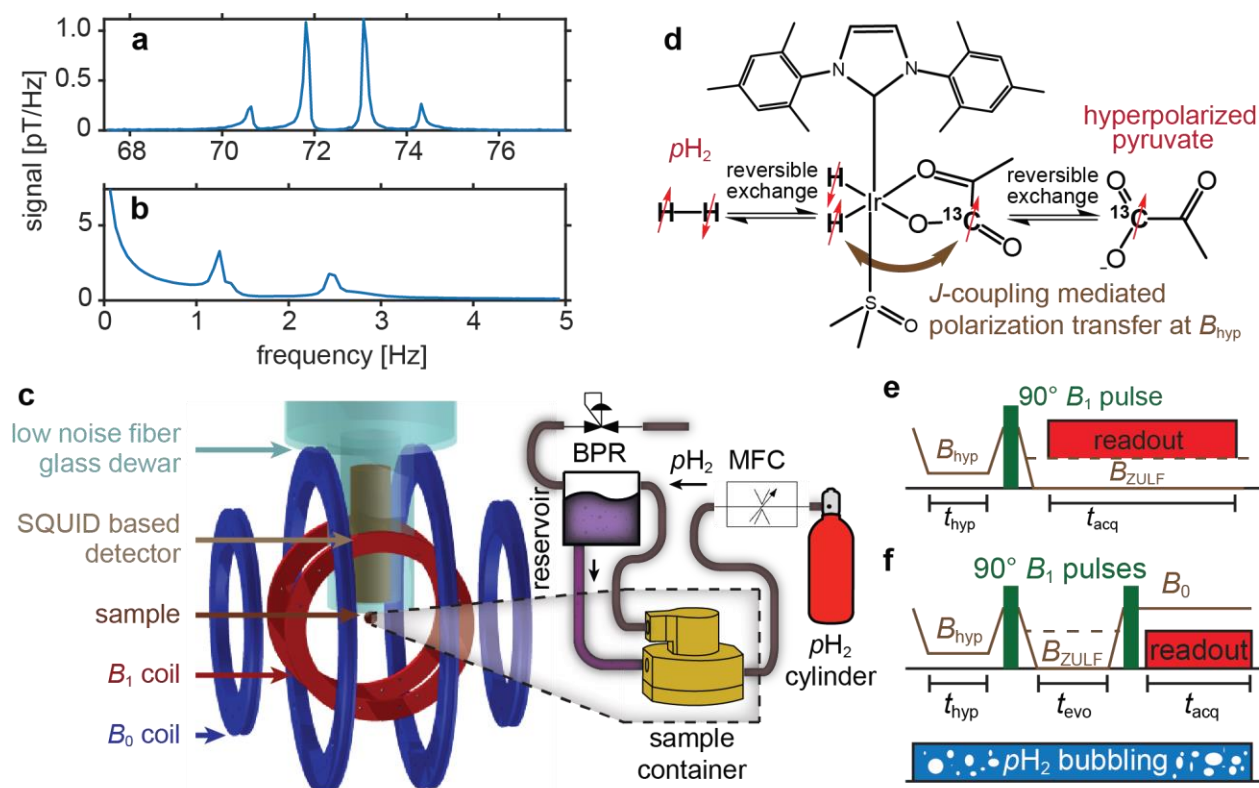 a
1.0
0.5
0
68
70
72
74
76
signal [pT/Hz]
b
5
0
0
1
2
3
4
5
frequency [Hz]
c
low noise fiber
glass dewar
SQUID based
detector
sample
B₁ coil
B₀ coil
BPR
reservoir
pH₂
MFC
pH₂
cylinder
sample
container
d
N
N
pH₂
H
H
reversible
exchange
H
H
Ir
O
O
¹³C
O
S
O
reversible
exchange
hyperpolarized
pyruvate
O
O
¹³C
O
-
J-coupling mediated
polarization transfer at Bhyp
e
90° B₁ pulse
Bhyp
readout
BZULF
thyp
tacq
f
90° B₁ pulses
B₀
Bhyp
BZULF
readout
thyp
tevo
tacq
pH₂ bubbling